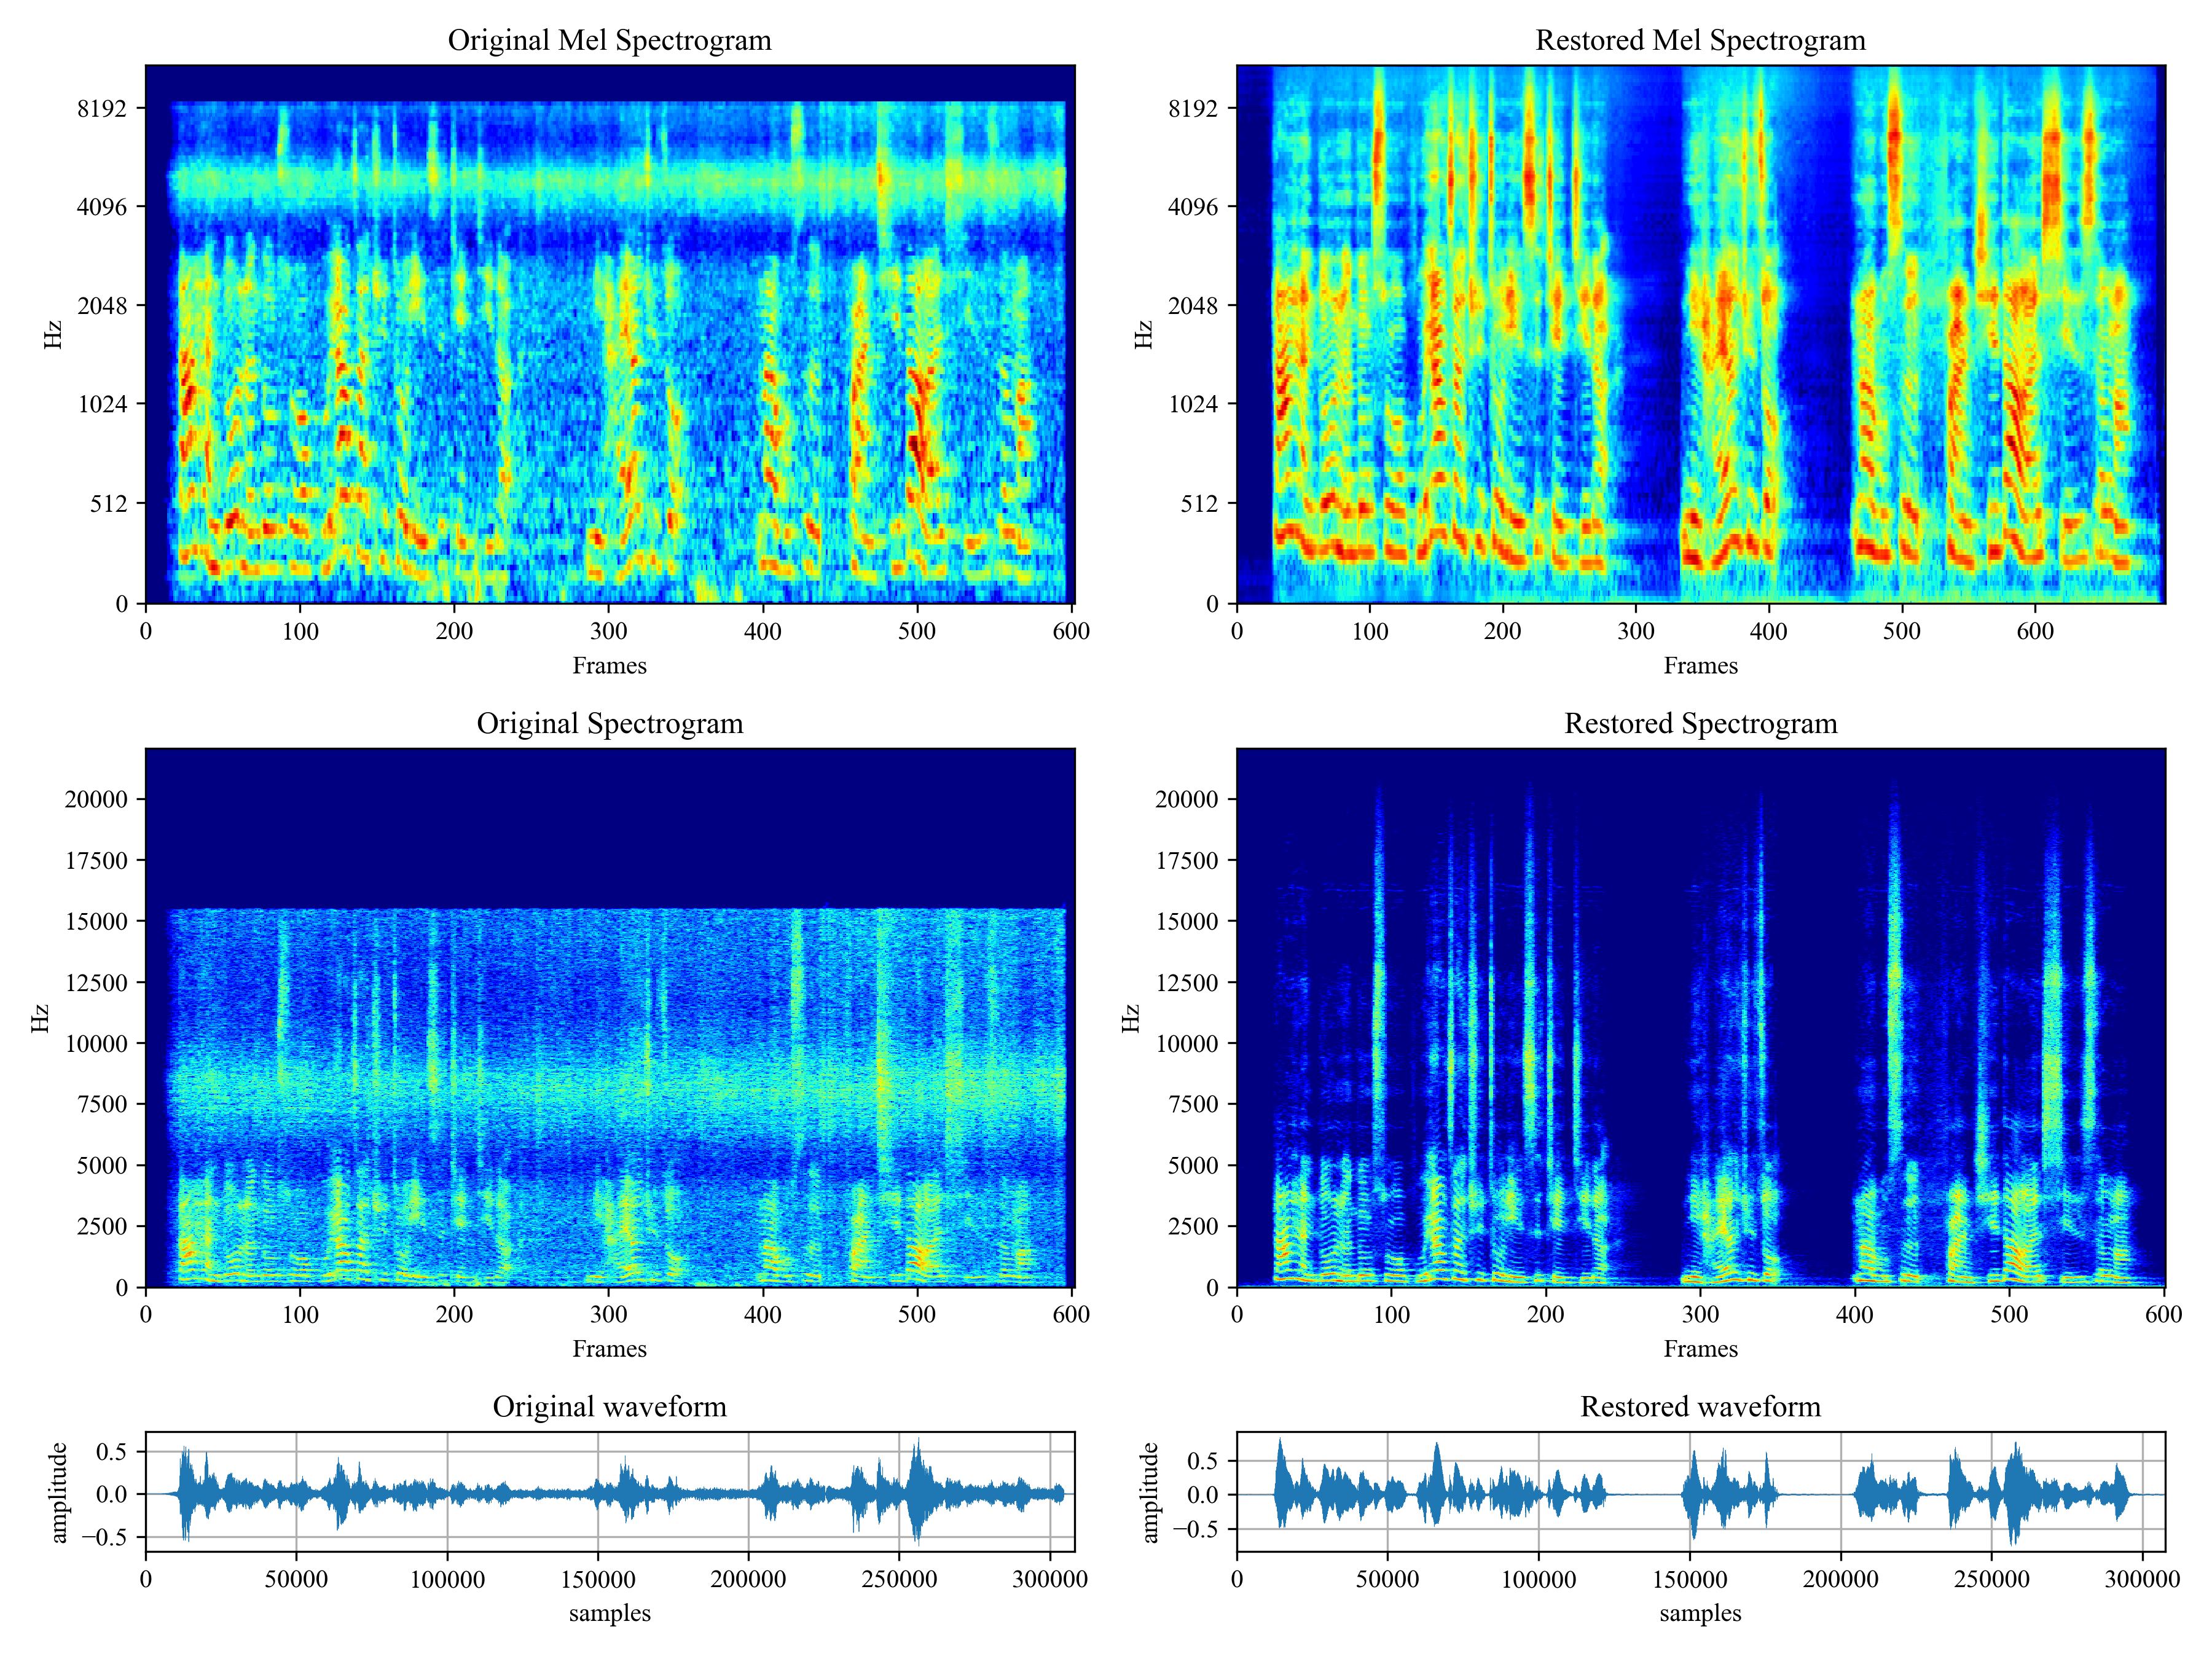 Original Mel Spectrogram
8192
4096
2048
1024
512
0
Hz
0 100 200 300 400 500 600
Frames
Restored Mel Spectrogram
8192
4096
2048
1024
512
0
Hz
0 100 200 300 400 500 600
Frames
Original Spectrogram
20000
17500
15000
12500
10000
7500
5000
2500
0
Hz
0 100 200 300 400 500 600
Frames
Restored Spectrogram
20000
17500
15000
12500
10000
7500
5000
2500
0
Hz
0 100 200 300 400 500 600
Frames
Original waveform
0.5
0.0
−0.5
amplitude
0 50000 100000 150000 200000 250000 300000
samples
Restored waveform
0.5
0.0
−0.5
amplitude
0 50000 100000 150000 200000 250000 300000
samples